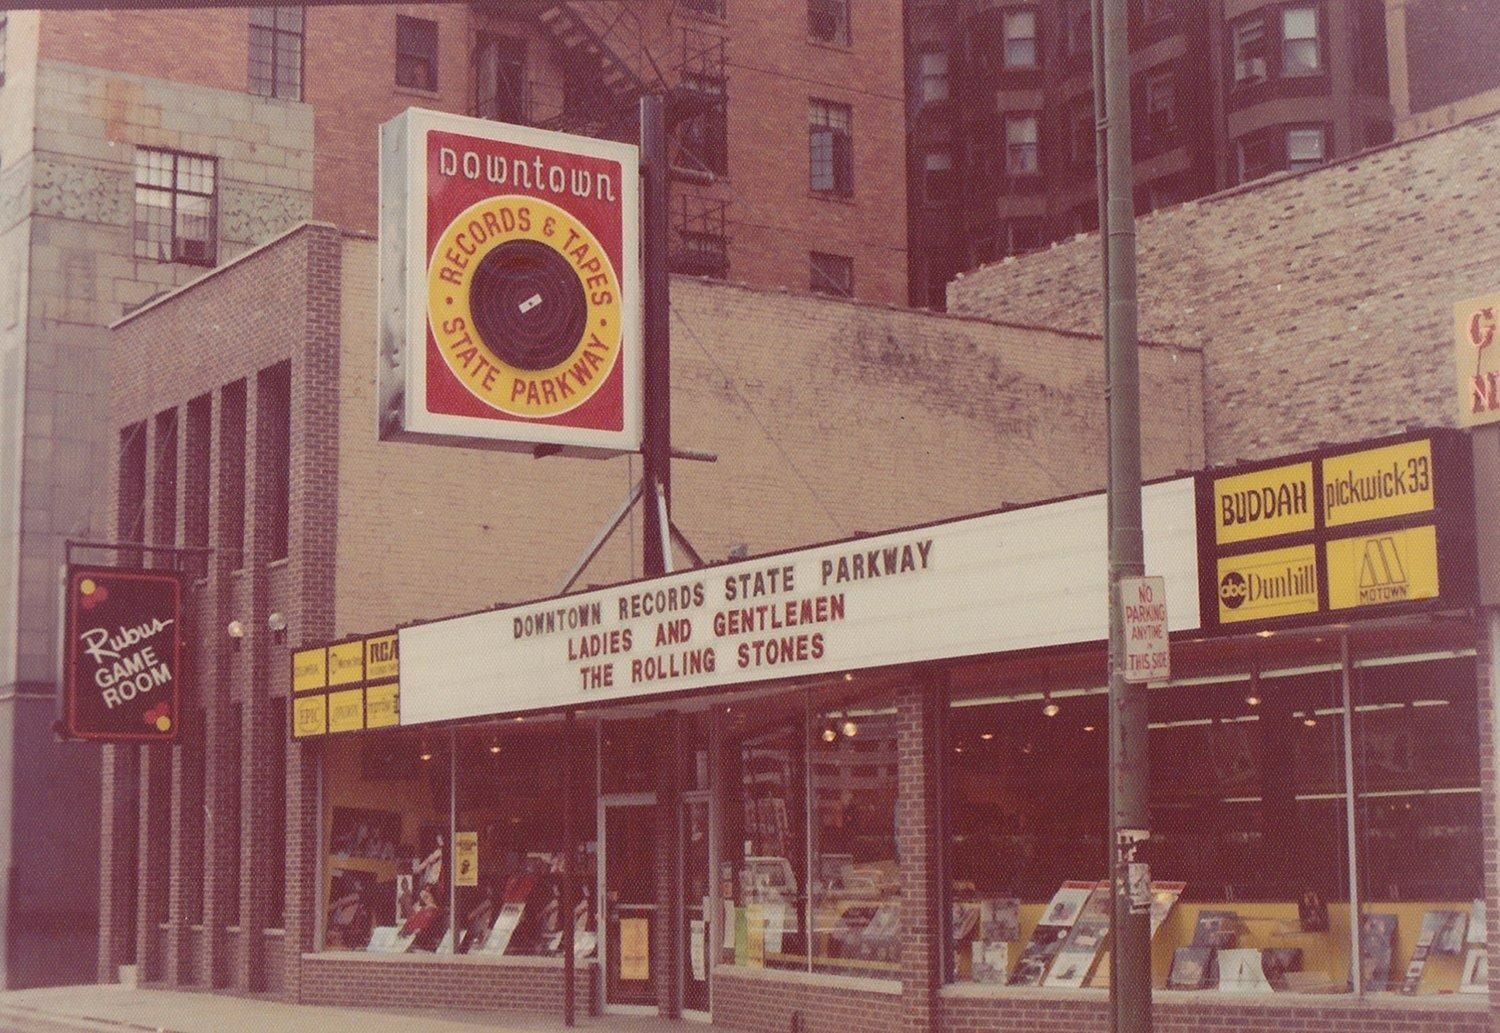 DOWNTOWN
RECORDS & TAPES
STATE PARKWAY
DOWNTOWN RECORDS STATE PARKWAY
LADIES AND GENTLEMEN
THE ROLLING STONES
BUDDAH
pickwick 33
abc Dunhill
MOTOWN
RCA
EPIC
Rubus
GAME
ROOM
NO
PARKING
ANYTIME
THIS SIDE
G